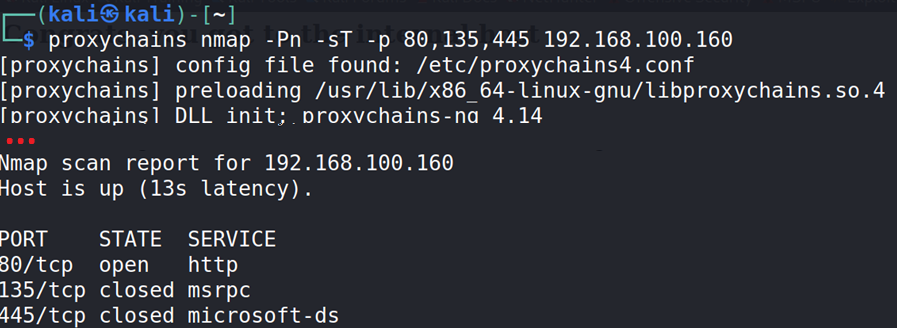 (kali㉿kali)-[~]
$ proxychains nmap -Pn -sT -p 80,135,445 192.168.100.160
[proxychains] config file found: /etc/proxychains4.conf
[proxychains] preloading /usr/lib/x86_64-linux-gnu/libproxychains.so.4
[proxychains] DLL init: proxychains-ng 4.14
...
Nmap scan report for 192.168.100.160
Host is up (13s latency).
PORT    STATE  SERVICE
80/tcp  open   http
135/tcp closed msrpc
445/tcp closed microsoft-ds